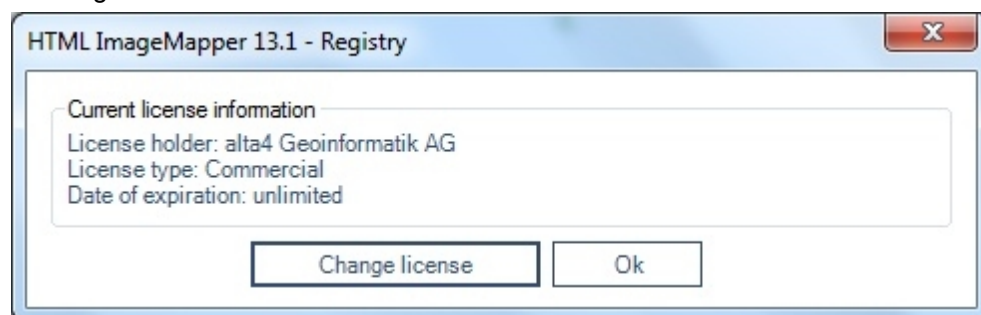 HTML ImageMapper 13.1 - Registry
Current license information
License holder: alta4 Geoinformatik AG
License type: Commercial
Date of expiration: unlimited
Change license
Ok